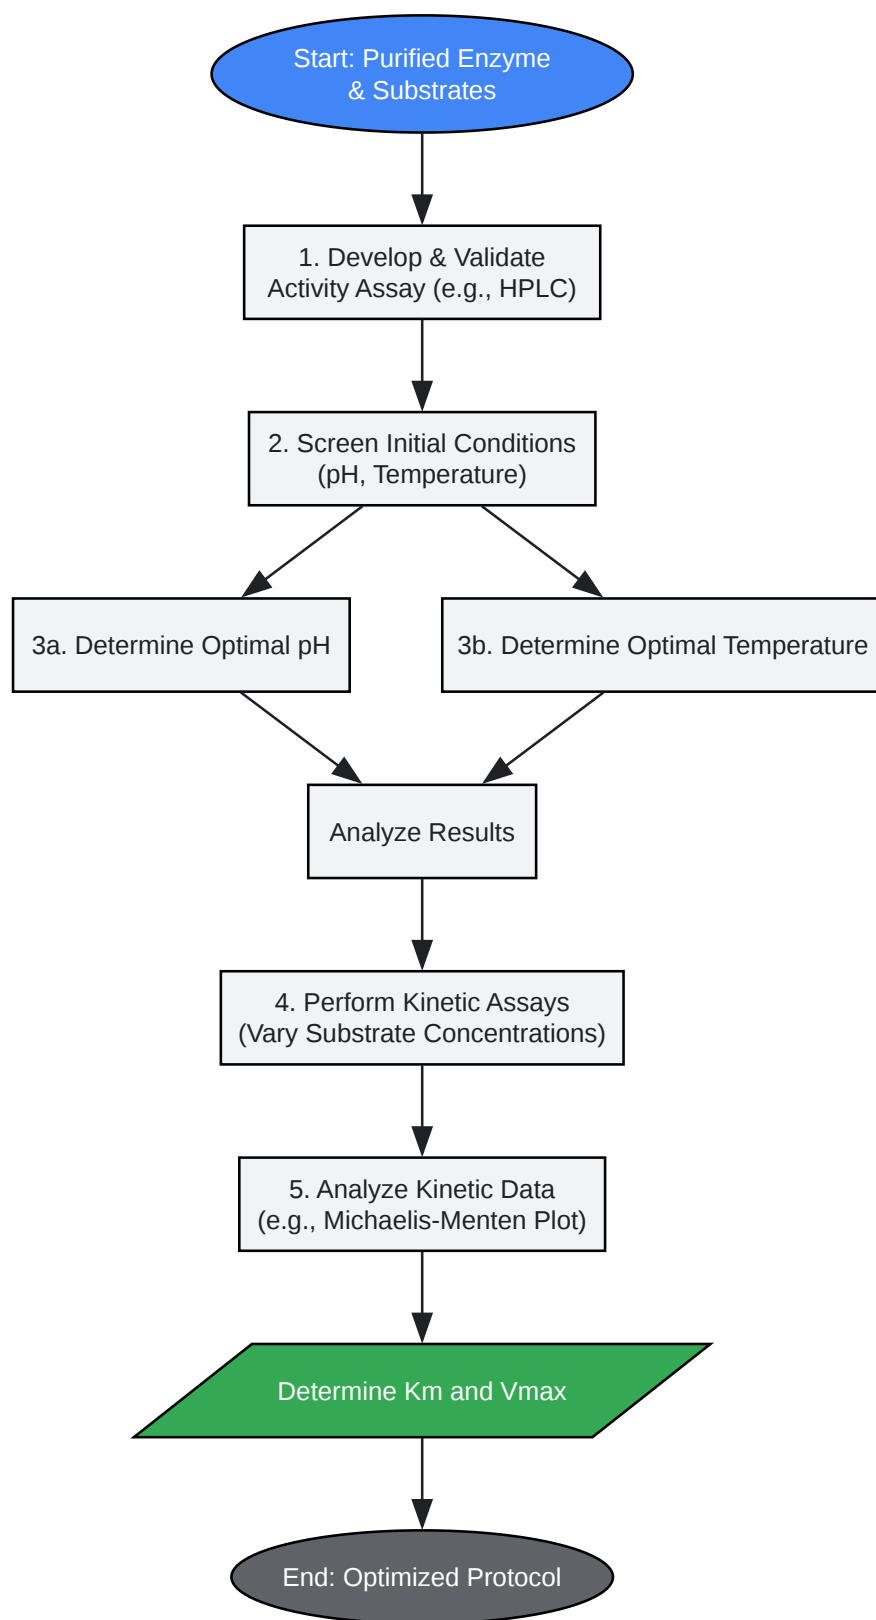 Start: Purified Enzyme
& Substrates
1. Develop & Validate
Activity Assay (e.g., HPLC)
2. Screen Initial Conditions
(pH, Temperature)
3a. Determine Optimal pH
3b. Determine Optimal Temperature
Analyze Results
4. Perform Kinetic Assays
(Vary Substrate Concentrations)
5. Analyze Kinetic Data
(e.g., Michaelis-Menten Plot)
Determine Km and Vmax
End: Optimized Protocol